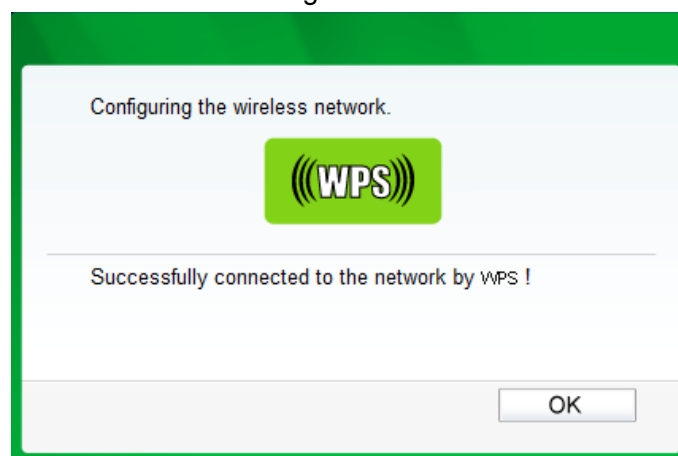 Configuring the wireless network.
(((WPS)))
Successfully connected to the network by WPS !
OK